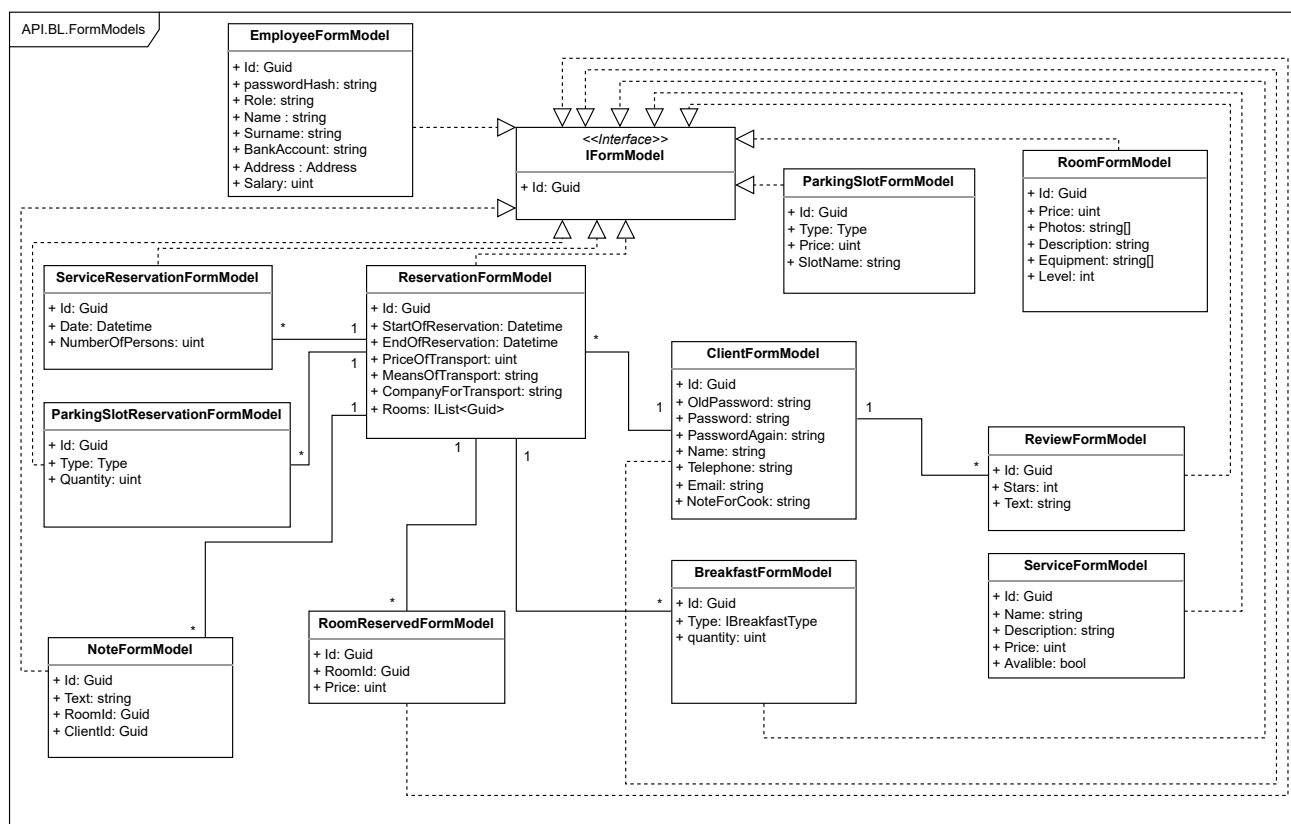 API.BL.FormModels
EmployeeFormModel
+ Id: Guid
+ passwordHash: string
+ Role: string
+ Name : string
+ Surname: string
+ BankAccount: string
+ Address : Address
+ Salary: uint
<<Interface>>
IFormModel
+ Id: Guid
ParkingSlotFormModel
+ Id: Guid
+ Type: Type
+ Price: uint
+ SlotName: string
RoomFormModel
+ Id: Guid
+ Price: uint
+ Photos: string[]
+ Description: string
+ Equipment: string[]
+ Level: int
ServiceReservationFormModel
+ Id: Guid
+ Date: Datetime
+ NumberOfPersons: uint
* 1
ReservationFormModel
+ Id: Guid
+ StartOfReservation: Datetime
+ EndOfReservation: Datetime
+ PriceOfTransport: uint
+ MeansOfTransport: string
+ CompanyForTransport: string
+ Rooms: IList<Guid>
* 1
ParkingSlotReservationFormModel
+ Id: Guid
+ Type: Type
+ Quantity: uint
* 1
ClientFormModel
+ Id: Guid
+ OldPassword: string
+ Password: string
+ PasswordAgain: string
+ Name: string
+ Telephone: string
+ Email: string
+ NoteForCook: string
1 *
ReviewFormModel
+ Id: Guid
+ Stars: int
+ Text: string
1 *
NoteFormModel
+ Id: Guid
+ Text: string
+ RoomId: Guid
+ ClientId: Guid
1 *
RoomReservedFormModel
+ Id: Guid
+ RoomId: Guid
+ Price: uint
1 *
BreakfastFormModel
+ Id: Guid
+ Type: IBreakfastType
+ quantity: uint
ServiceFormModel
+ Id: Guid
+ Name: string
+ Description: string
+ Price: uint
+ Avalible: bool